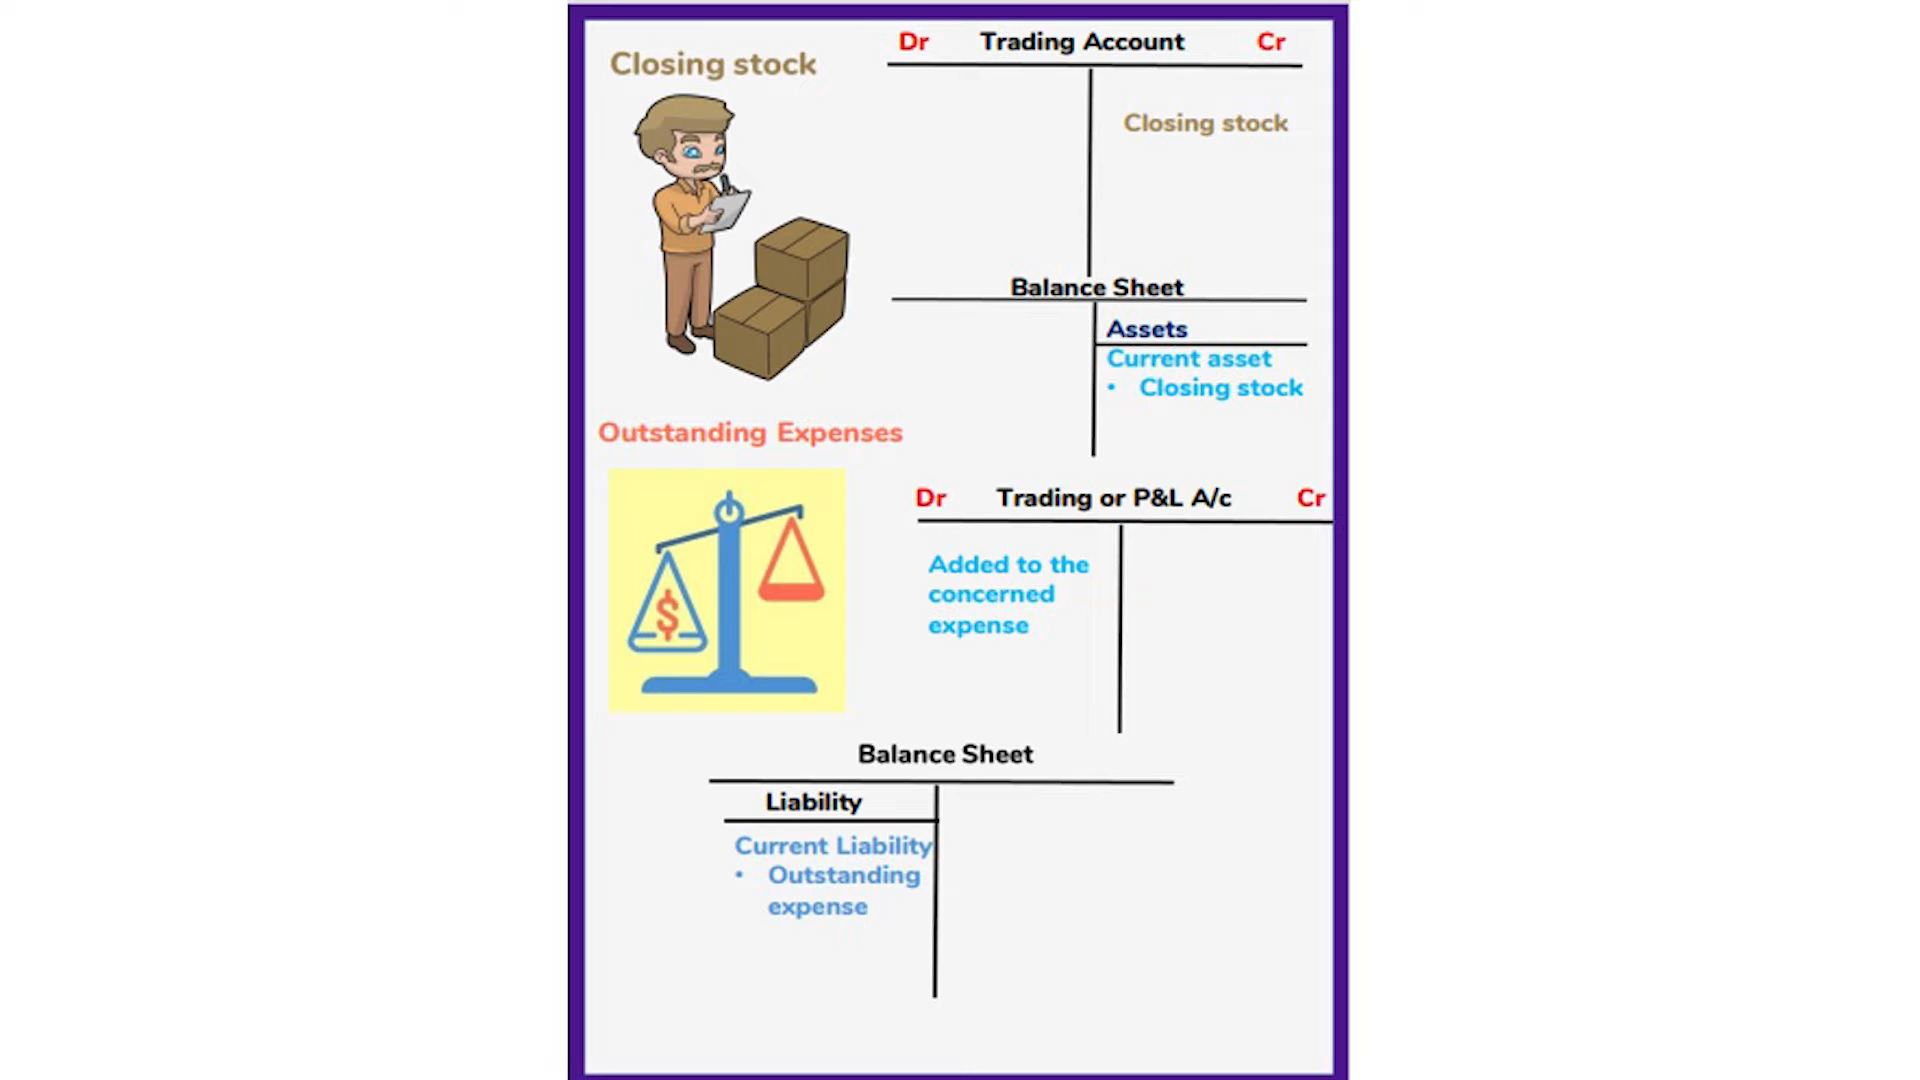 Closing stock
Dr Trading Account Cr
Closing stock
Balance Sheet
Assets
Current asset
• Closing stock
Outstanding Expenses
Dr Trading or P&L A/c Cr
Added to the
concerned
expense
Balance Sheet
Liability
Current Liability
• Outstanding
expense
$